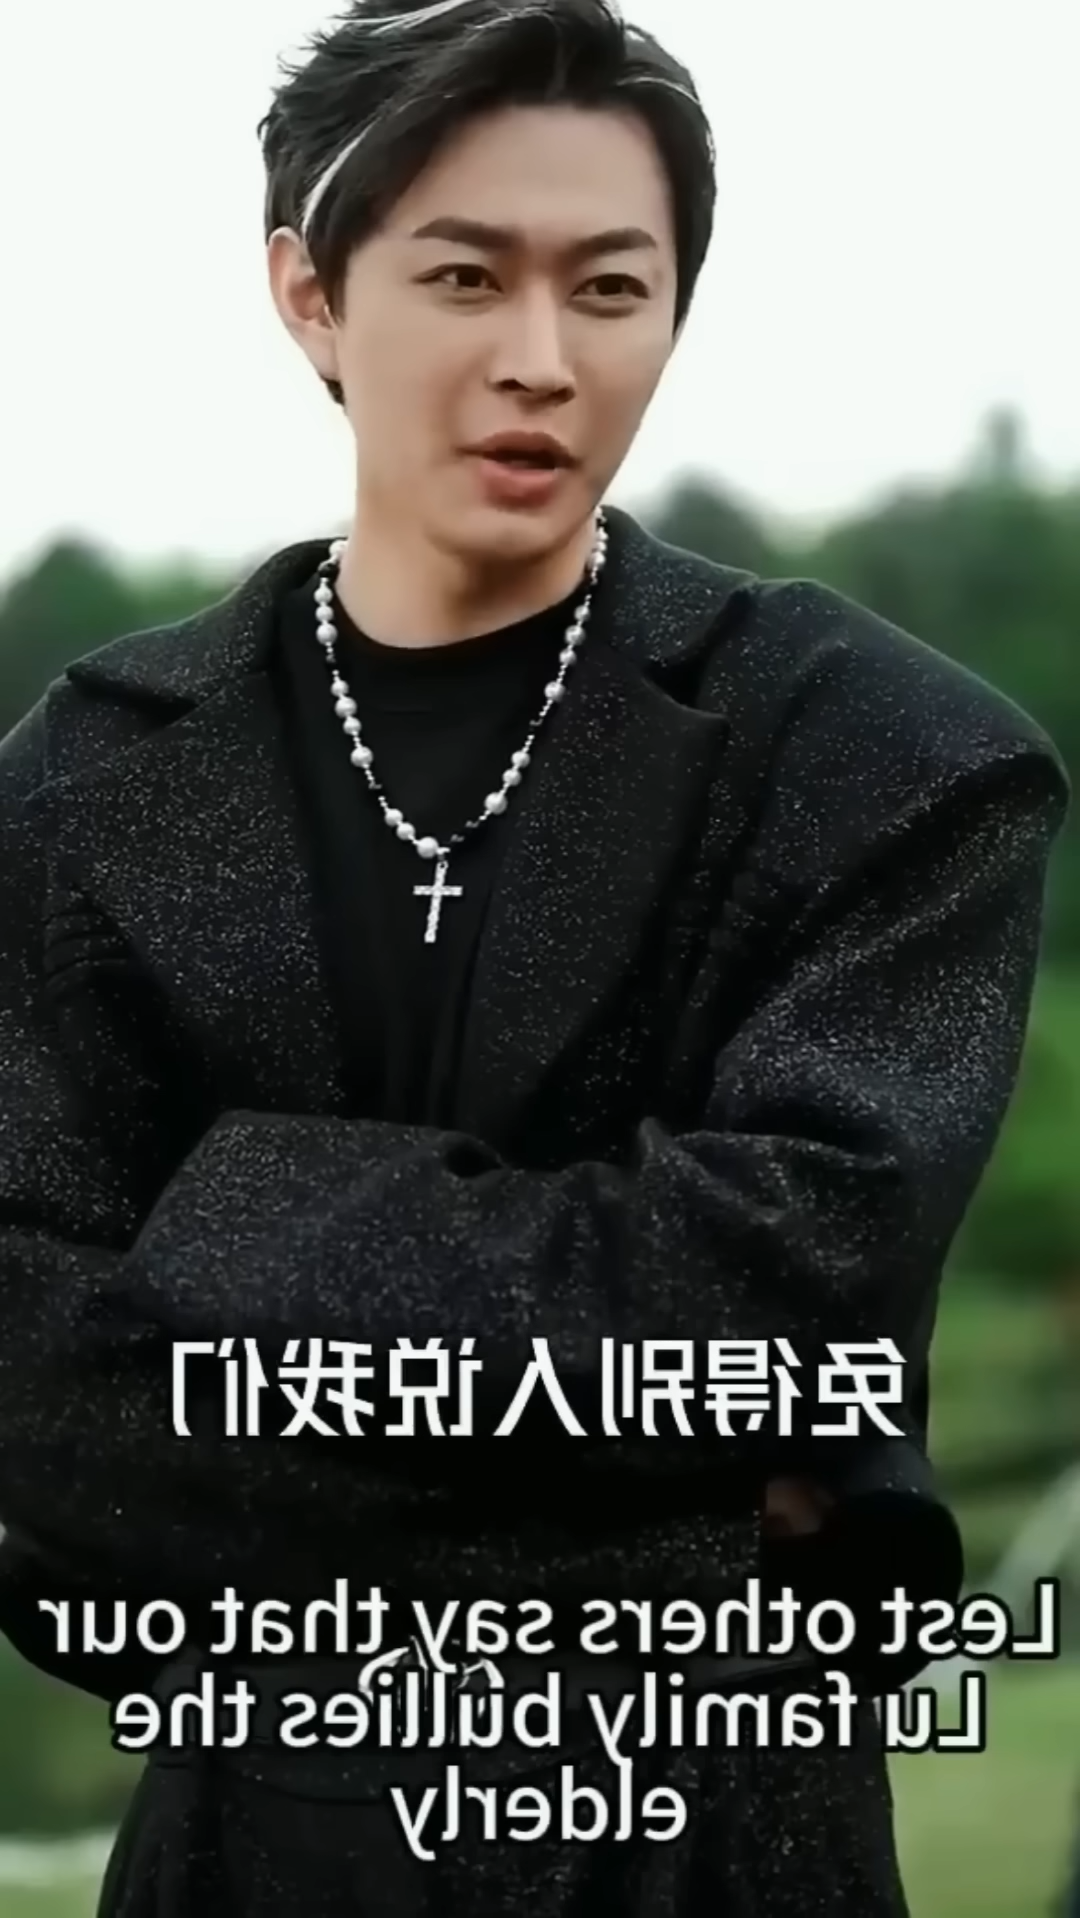 免得别人说我们
Lest others say that our
Lu family bullies the
elderly